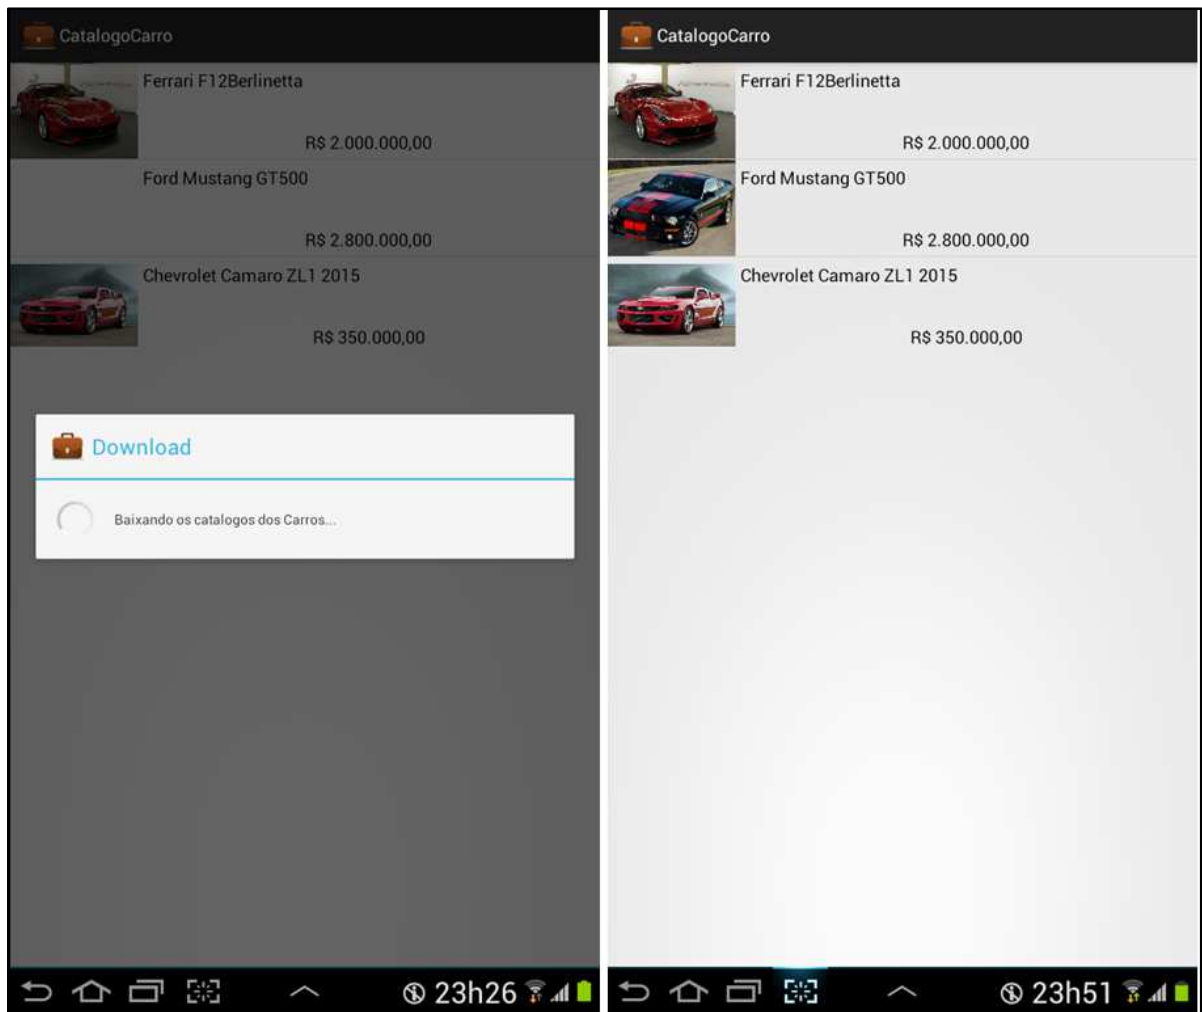 CatalogoCarro
Ferrari F12Berlinetta
R$ 2.000.000,00
Ford Mustang GT500
R$ 2.800.000,00
Chevrolet Camaro ZL1 2015
R$ 350.000,00
Download
Baixando os catalogos dos Carros...
23h26
CatalogoCarro
Ferrari F12Berlinetta
R$ 2.000.000,00
Ford Mustang GT500
R$ 2.800.000,00
Chevrolet Camaro ZL1 2015
R$ 350.000,00
23h51